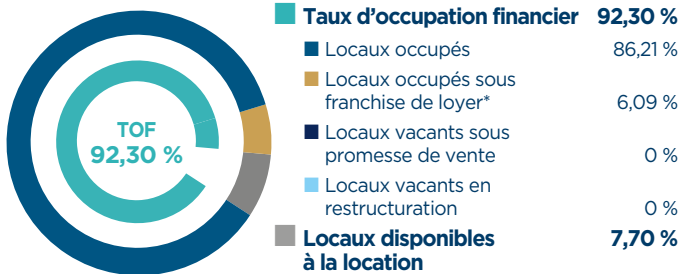 TOF
92,30 %
Taux d’occupation financier 92,30 %
Locaux occupés 86,21 %
Locaux occupés sous
franchise de loyer* 6,09 %
Locaux vacants sous
promesse de vente 0 %
Locaux vacants en
restructuration 0 %
Locaux disponibles 7,70 %
à la location